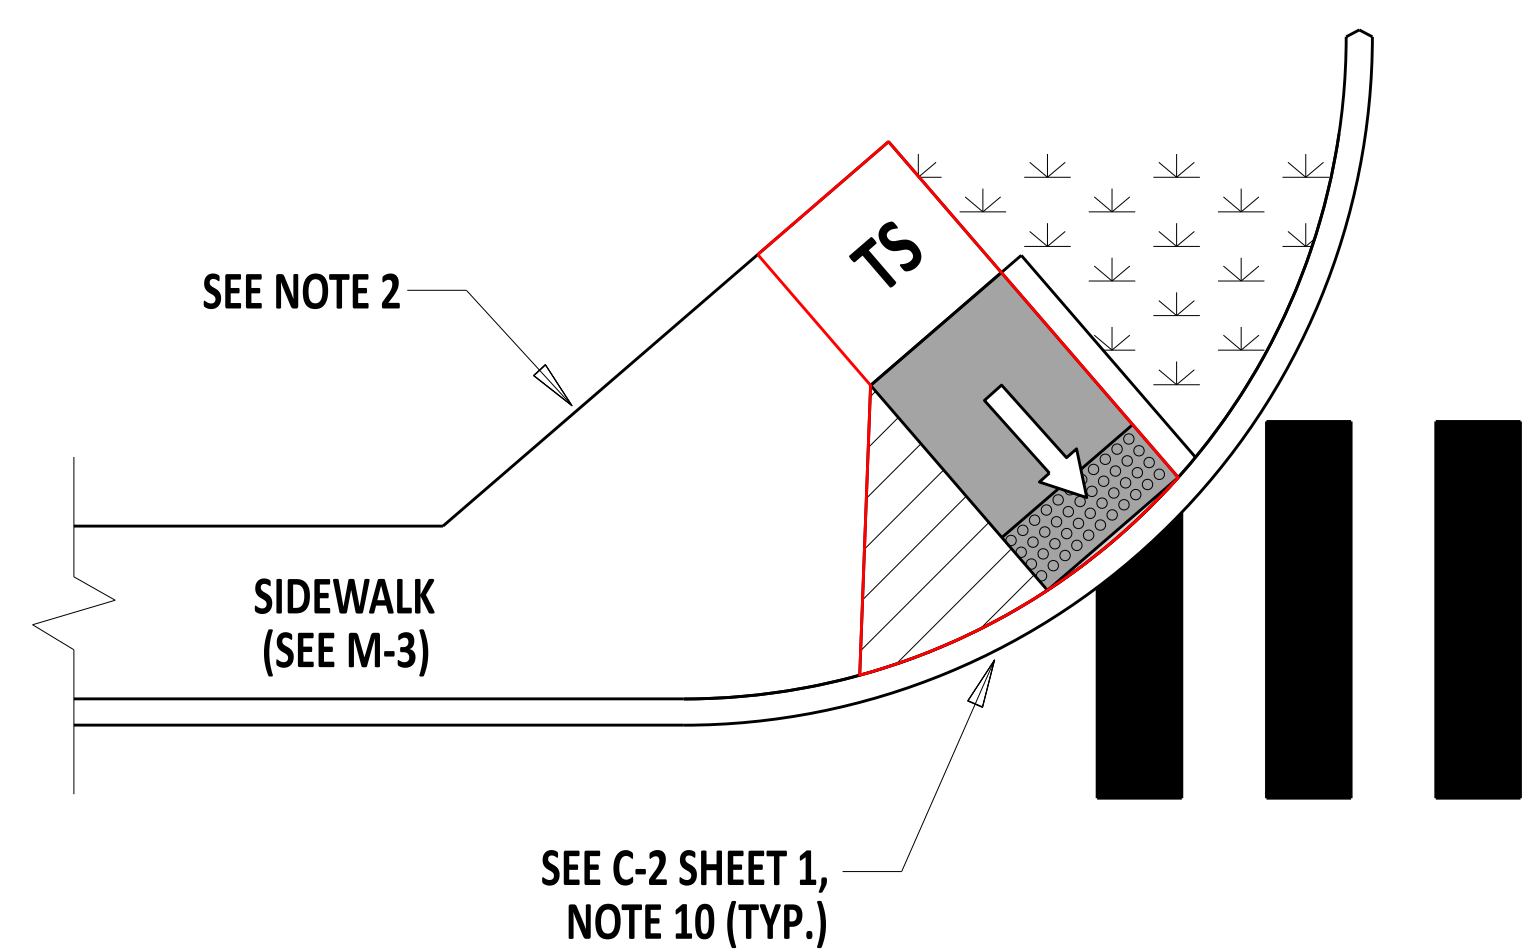 TS
SEE NOTE 2
SIDEWALK
(SEE M-3)
SEE C-2 SHEET 1,
NOTE 10 (TYP.)